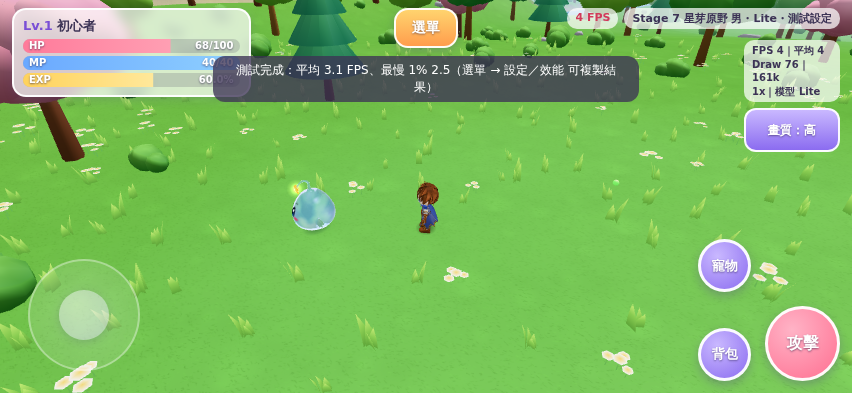 Lv.1 初心者
HP 68/100
MP 40/40
EXP 60
選單
4 FPS
Stage 7 星芽原野 男・Lite・測試設定
測試完成：平均 3.1 FPS、最慢 1% 2.5（選單 → 設定／效能 可複製結
果）
FPS 4｜平均 4
Draw 76｜
161k
1x｜模型 Lite
畫質：高
寵物
攻擊
背包